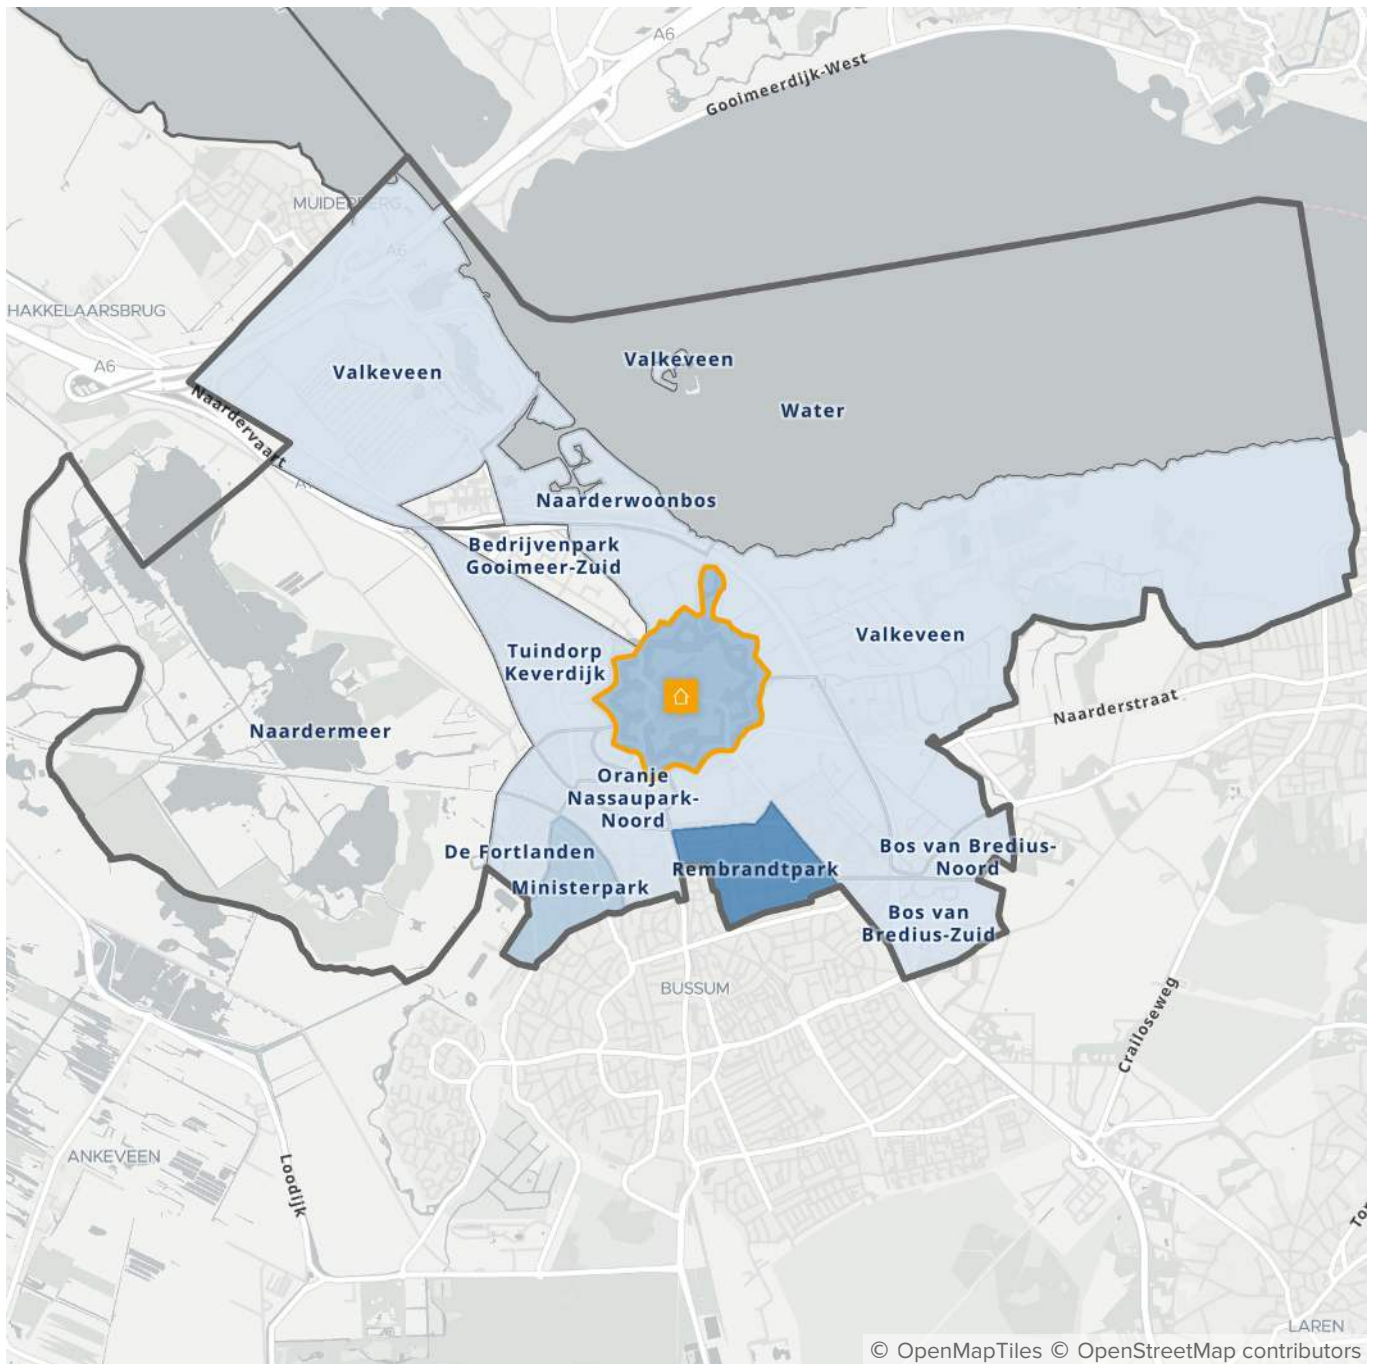 A6
Gooimeerdijk-West
MUIDERBERG
A6
HAKKELAARSBRUG
A6
Valkeveen
Valkeveen
Water
Naardervaart
Naarderwoonbos
Bedrijvenpark
Gooimeer-Zuid
Valkeveen
Tuindorp
Keverdijk
Naarderstraat
Naardermeer
Oranje
Nassaupark-
Noord
De Fortlanden
Ministerpark
Rembrandtpark
Bos van Bredius-
Noord
Bos van
Bredius-Zuid
BUSSUM
Crailoseweg
ANKEVEEN
Loodijk
LAREN
© OpenMapTiles © OpenStreetMap contributors